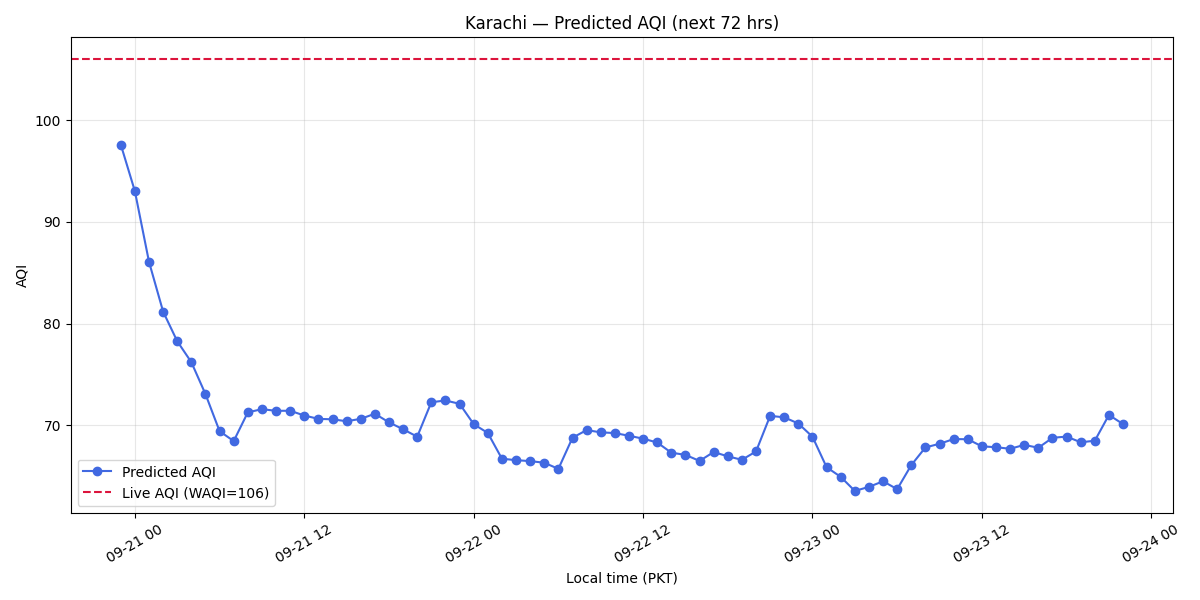 Karachi — Predicted AQI (next 72 hrs)
AQI
100
90
80
70
Predicted AQI
Live AQI (WAQI=106)
09-21 00
09-21 12
09-22 00
09-22 12
09-23 00
09-23 12
09-24 00
Local time (PKT)